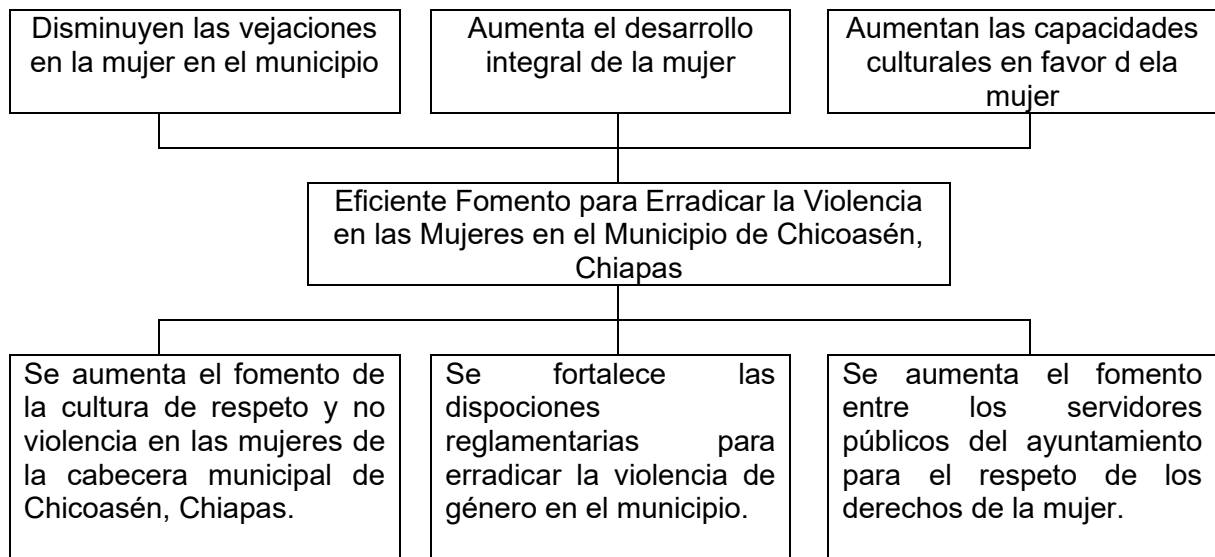 Disminuyen las vejaciones
en la mujer en el municipio
Aumenta el desarrollo
integral de la mujer
Aumentan las capacidades
culturales en favor d ela
mujer
Eficiente Fomento para Erradicar la Violencia
en las Mujeres en el Municipio de Chicoasén,
Chiapas
Se aumenta el fomento de
la cultura de respeto y no
violencia en las mujeres de
la cabecera municipal de
Chicoasén, Chiapas.
Se fortalece las
dispociones
reglamentarias para
erradicar la violencia de
género en el municipio.
Se aumenta el fomento
entre los servidores
públicos del ayuntamiento
para el respeto de los
derechos de la mujer.